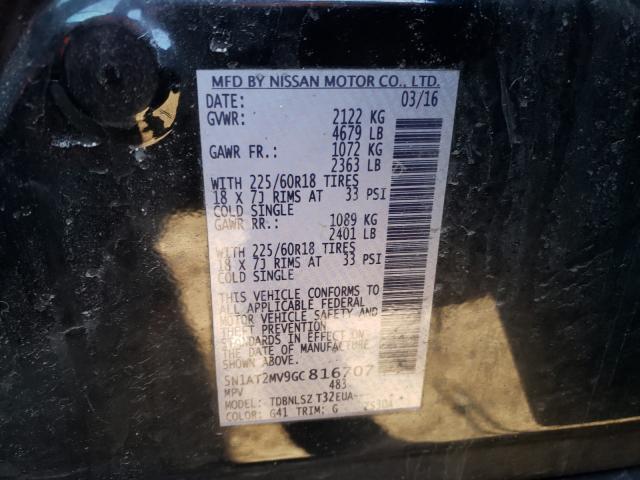 MFD BY NISSAN MOTOR CO., LTD.
DATE: 03/16
GVWR: 2122 KG
4679 LB
GAWR FR.: 1072 KG
2363 LB
WITH 225/60R18 TIRES
18 X 7J RIMS AT 33 PSI
COLD SINGLE
GAWR RR.: 1089 KG
2401 LB
WITH 225/60R18 TIRES
18 X 7J RIMS AT 33 PSI
COLD SINGLE
THIS VEHICLE CONFORMS TO
ALL APPLICABLE FEDERAL
MOTOR VEHICLE SAFETY AND
THEFT PREVENTION
STANDARDS IN EFFECT ON
THE DATE OF MANUFACTURE
SHOWN ABOVE.
5N1AT2MV9GC 816707
MPV 483
MODEL: TDBNLSZ T32EUA--
COLOR: G41 TRIM: G